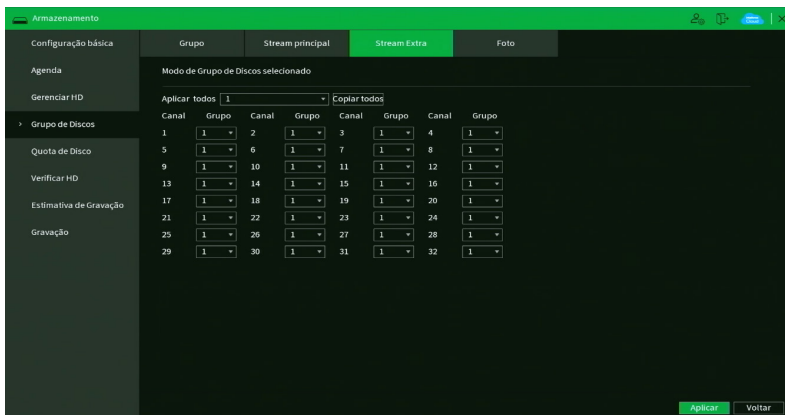 Armazenamento
Configuração básica
Agenda
Gerenciar HD
> Grupo de Discos
Quota de Disco
Verificar HD
Estimativa de Gravação
Gravação
Grupo Stream principal Stream Extra Foto
Modo de Grupo de Discos selecionado
Aplicar todos 1 Copiar todos
Canal Grupo Canal Grupo Canal Grupo Canal Grupo
1 1 2 1 3 1 4 1
5 1 6 1 7 1 8 1
9 1 10 1 11 1 12 1
13 1 14 1 15 1 16 1
17 1 18 1 19 1 20 1
21 1 22 1 23 1 24 1
25 1 26 1 27 1 28 1
29 1 30 1 31 1 32 1
Aplicar Voltar